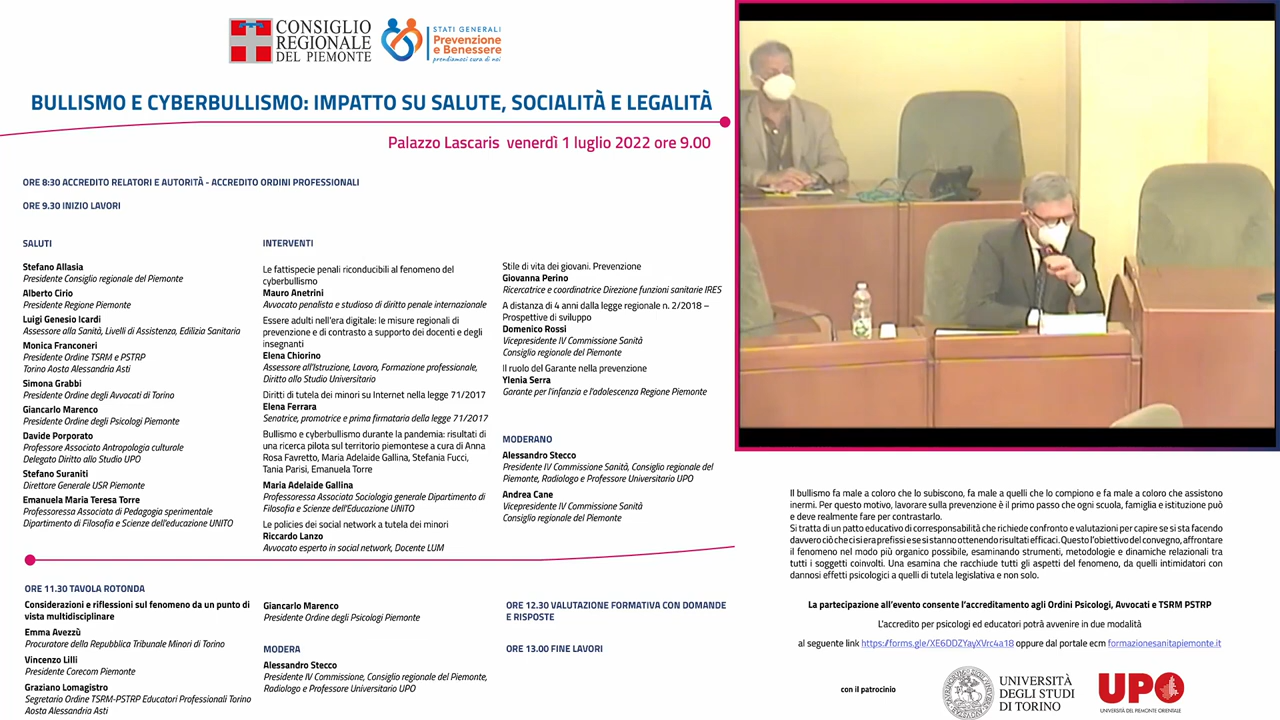 CONSIGLIO
REGIONALE
DEL PIEMONTE
STATI GENERALI
Prevenzione
e Benessere
prendiamoci cura di noi
BULLISMO E CYBERBULLISMO: IMPATTO SU SALUTE, SOCIALITÀ E LEGALITÀ
Palazzo Lascaris venerdì 1 luglio 2022 ore 9.00
ORE 8:30 ACCREDITO RELATORI E AUTORITÀ - ACCREDITO ORDINI PROFESSIONALI
ORE 9.30 INIZIO LAVORI
SALUTI
Stefano Allasia
Presidente Consiglio regionale del Piemonte
Alberto Cirio
Presidente Regione Piemonte
Luigi Genesio Icardi
Assessore alla Sanità, Livelli di Assistenza, Edilizia Sanitaria
Monica Franconeri
Presidente Ordine TSRM e PSTRP
Torino Aosta Alessandria Asti
Simona Grabbi
Presidente Ordine degli Avvocati di Torino
Giancarlo Marenco
Presidente Ordine degli Psicologi Piemonte
Davide Porporato
Professore Associato Antropologia culturale
Delegato Diritto allo Studio UPO
Stefano Suraniti
Direttore Generale USR Piemonte
Emanuela Maria Teresa Torre
Professoressa Associata di Pedagogia sperimentale
Dipartimento di Filosofia e Scienze dell'educazione UNITO
INTERVENTI
Le fattispecie penali riconducibili al fenomeno del
cyberbullismo
Mauro Anetrini
Avvocato penalista e studioso di diritto penale internazionale
Essere adulti nell'era digitale: le misure regionali di
prevenzione e di contrasto a supporto dei docenti e degli
insegnanti
Elena Chiorino
Assessore all'Istruzione, Lavoro, Formazione professionale,
Diritto allo Studio Universitario
Diritti di tutela dei minori su Internet nella legge 71/2017
Elena Ferrara
Senatrice, promotrice e prima firmataria della legge 71/2017
Bullismo e cyberbullismo durante la pandemia: risultati di
una ricerca pilota sul territorio piemontese a cura di Anna
Rosa Favretto, Maria Adelaide Gallina, Stefania Fucci,
Tania Parisi, Emanuela Torre
Maria Adelaide Gallina
Professoressa Associata Sociologia generale Dipartimento di
Filosofia e Scienze dell'Educazione UNITO
Le policies dei social network a tutela dei minori
Riccardo Lanzo
Avvocato esperto in social network, Docente LUM
Stile di vita dei giovani. Prevenzione
Giovanna Perino
Ricercatrice e coordinatrice Direzione funzioni sanitarie IRES
A distanza di 4 anni dalla legge regionale n. 2/2018 –
Prospettive di sviluppo
Domenico Rossi
Vicepresidente IV Commissione Sanità
Consiglio regionale del Piemonte
Il ruolo del Garante nella prevenzione
Ylenia Serra
Garante per l'infanzia e l'adolescenza Regione Piemonte
MODERANO
Alessandro Stecco
Presidente IV Commissione Sanità, Consiglio regionale del
Piemonte, Radiologo e Professore Universitario UPO
Andrea Cane
Vicepresidente IV Commissione Sanità
Consiglio regionale del Piemonte
ORE 11.30 TAVOLA ROTONDA
Considerazioni e riflessioni sul fenomeno da un punto di
vista multidisciplinare
Emma Avezzù
Procuratore della Repubblica Tribunale Minori di Torino
Vincenzo Lilli
Presidente Corecom Piemonte
Graziano Lomagistro
Segretario Ordine TSRM-PSTRP Educatori Professionali Torino
Aosta Alessandria Asti
Giancarlo Marenco
Presidente Ordine degli Psicologi Piemonte
MODERA
Alessandro Stecco
Presidente IV Commissione, Consiglio regionale del Piemonte,
Radiologo e Professore Universitario UPO
ORE 12.30 VALUTAZIONE FORMATIVA CON DOMANDE
E RISPOSTE
ORE 13.00 FINE LAVORI
Il bullismo fa male a coloro che lo subiscono, fa male a quelli che lo compiono e fa male a coloro che assistono
inermi. Per questo motivo, lavorare sulla prevenzione è il primo passo che ogni scuola, famiglia e istituzione può
e deve realmente fare per contrastarlo.
Si tratta di un patto educativo di corresponsabilità che richiede confronto e valutazioni per capire se si sta facendo
davvero ciò che ci si era prefissi e se si stanno ottenendo risultati efficaci. Questo l'obiettivo del convegno, affrontare
il fenomeno nel modo più organico possibile, esaminando strumenti, metodologie e dinamiche relazionali tra
tutti i soggetti coinvolti. Una esamina che racchiude tutti gli aspetti del fenomeno, da quelli intimidatori con
dannosi effetti psicologici a quelli di tutela legislativa e non solo.
La partecipazione all'evento consente l'accreditamento agli Ordini Psicologi, Avvocati e TSRM PSTRP
L'accredito per psicologi ed educatori potrà avvenire in due modalità
al seguente link https://forms.gle/XE6DDZYayXVrc4a18 oppure dal portale ecm formazionesanitapiemonte.it
con il patrocinio
UNIVERSITÀ
DEGLI STUDI
DI TORINO
UPO
UNIVERSITÀ DEL PIEMONTE ORIENTALE